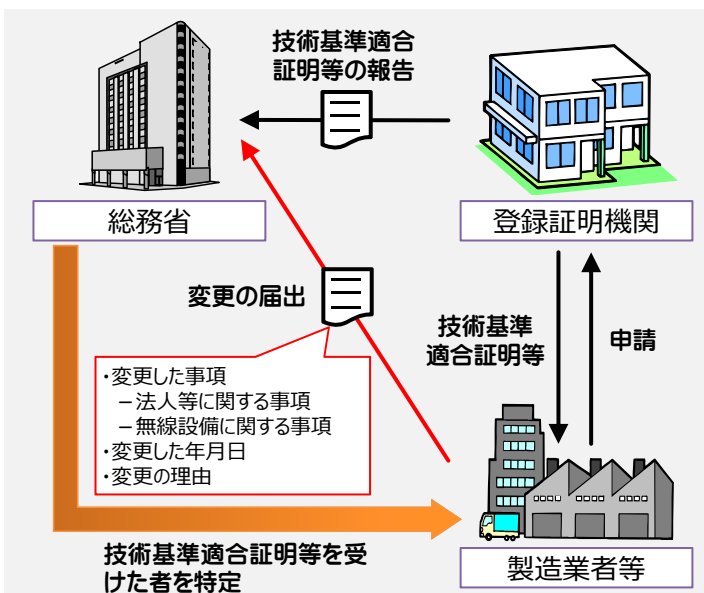 技術基準適合
証明等の報告
総務省
登録証明機関
変更の届出
技術基準
適合証明等
申請
・変更した事項
－法人等に関する事項
－無線設備に関する事項
・変更した年月日
・変更の理由
技術基準適合証明等を受
けた者を特定
製造業者等